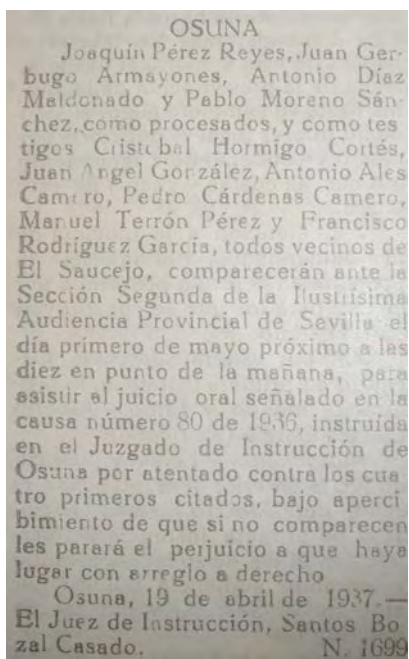 OSUNA
Joaquín Pérez Reyes, Juan Ger-
bugo Armayones, Antonio Díaz
Maldonado y Pablo Moreno Sán-
chez, como procesados, y como tes
tigos Cristóbal Hormigo Cortés,
Juan Angel González, Antonio Ales
Camero, Pedro Cárdenas Camero,
Manuel Terrón Pérez y Francisco
Rodríguez García, todos vecinos de
El Saucejo, comparecerán ante la
Sección Segunda de la Ilustrísima
Audiencia Provincial de Sevilla el
día primero de mayo próximo a las
diez en punto de la mañana, para
asistir al juicio oral señalado en la
causa número 80 de 1936, instruída
en el Juzgado de Instrucción de
Osuna por atentado contra los cua
tro primeros citados, bajo aperci
bimiento de que si no comparecen
les parará el perjuicio a que haya
lugar con arreglo a derecho
Osuna, 19 de abril de 1937.—
El Juez de Instrucción, Santos Bo
zal Casado. N. 1699